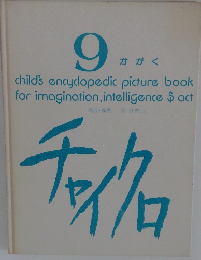 9 かがく
child's encyclopedic picture book
for imagination, intelligence $ act
チャイクロ